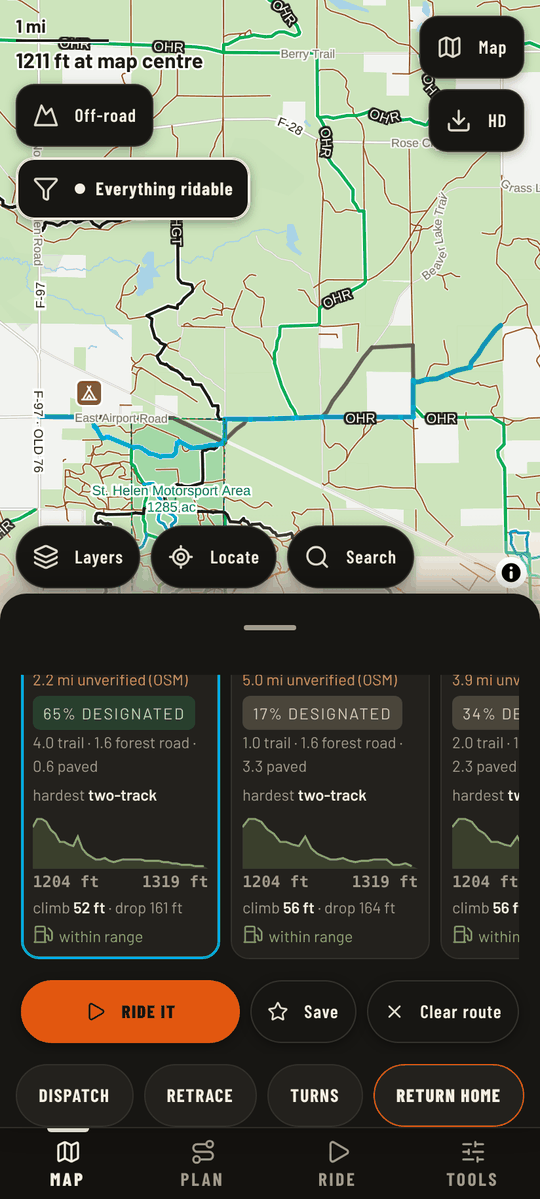 1 mi
OHR
OHR
OHR
1211 ft at map centre
Berry Trail
Map
Off-road
OHR
F-28
OHR
Rose C
HD
Everything ridable
Grass L
HGT
Beaver Lake Trail
en Road
F-97
OHR
F-97 · OLD 76
East Airport Road
OHR
OHR
St. Helen Motorsport Area
1285 ac
HR
Layers
Locate
Search
2.2 mi unverified (OSM)
5.0 mi unverified (OSM)
3.9 mi unv
65% DESIGNATED
17% DESIGNATED
34% DE
4.0 trail · 1.6 forest road ·
0.6 paved
1.0 trail · 1.6 forest road ·
3.3 paved
2.0 trail · 1
2.3 paved
hardest two-track
hardest two-track
hardest tw
1204 ft 1319 ft
1204 ft 1319 ft
1204 ft
climb 52 ft · drop 161 ft
climb 56 ft · drop 164 ft
climb 56 f
within range
within range
within
RIDE IT
Save
Clear route
DISPATCH
RETRACE
TURNS
RETURN HOME
MAP
PLAN
RIDE
TOOLS